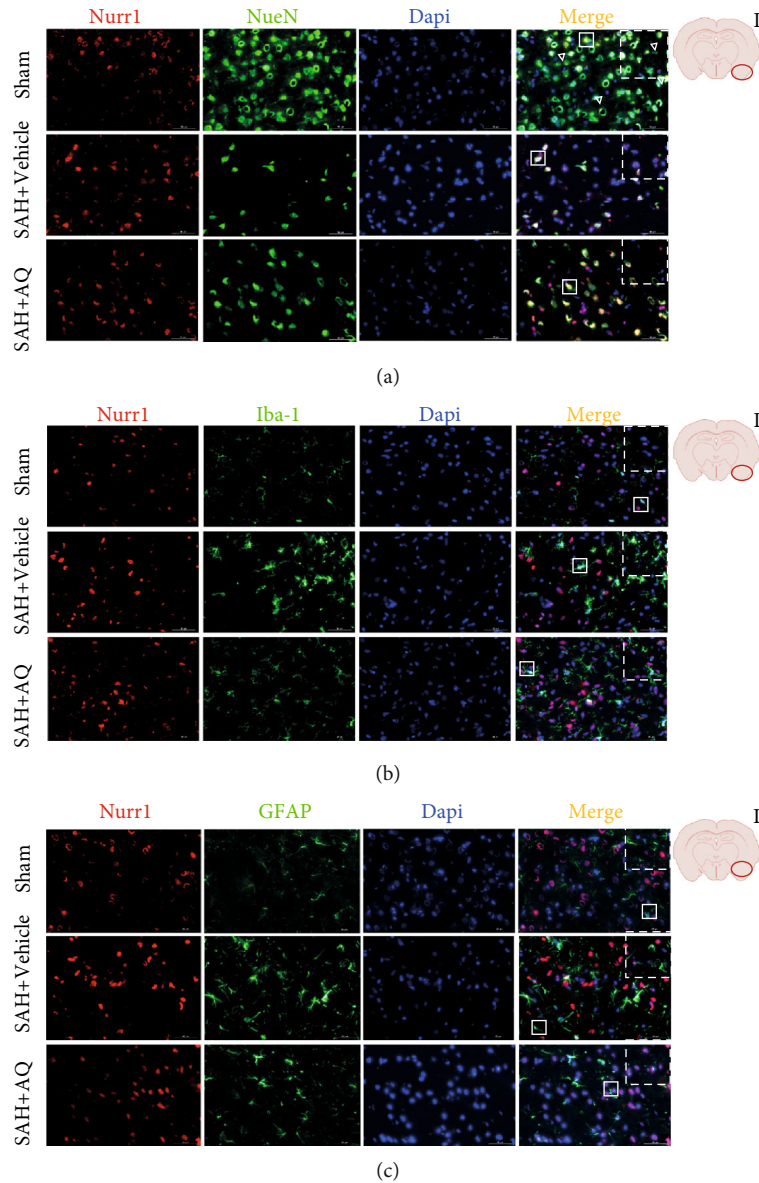 Nurr1 NueN Dapi Merge
Sham
SAH+Vehicle
SAH+AQ
(a)
Nurr1 Iba-1 Dapi Merge
Sham
SAH+Vehicle
SAH+AQ
(b)
Nurr1 GFAP Dapi Merge
Sham
SAH+Vehicle
SAH+AQ
(c)